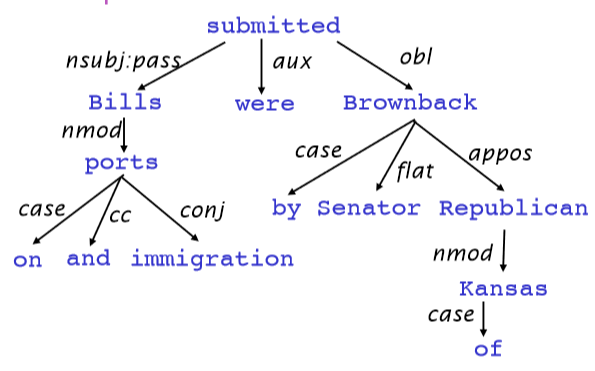 submitted
nsubj:pass aux obl
Bills were Brownback
nmod case flat appos
ports
case cc conj by Senator Republican
on and immigration nmod
Kansas
case
of